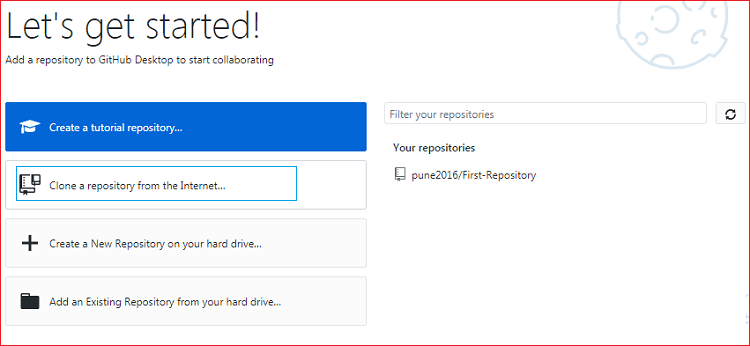 Let's get started!
Add a repository to GitHub Desktop to start collaborating
Create a tutorial repository...
Clone a repository from the Internet...
Create a New Repository on your hard drive...
Add an Existing Repository from your hard drive...
Filter your repositories
Your repositories
pune2016/First-Repository